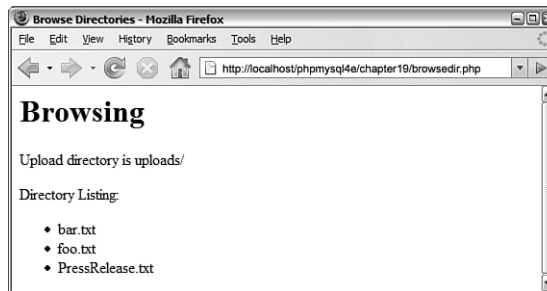 Browse Directories - Mozilla Firefox
File Edit View History Bookmarks Tools Help
http://localhost/phpmysql4e/chapter19/browsedir.php
Browsing
Upload directory is uploads/
Directory Listing:
• bar.txt
• foo.txt
• PressRelease.txt